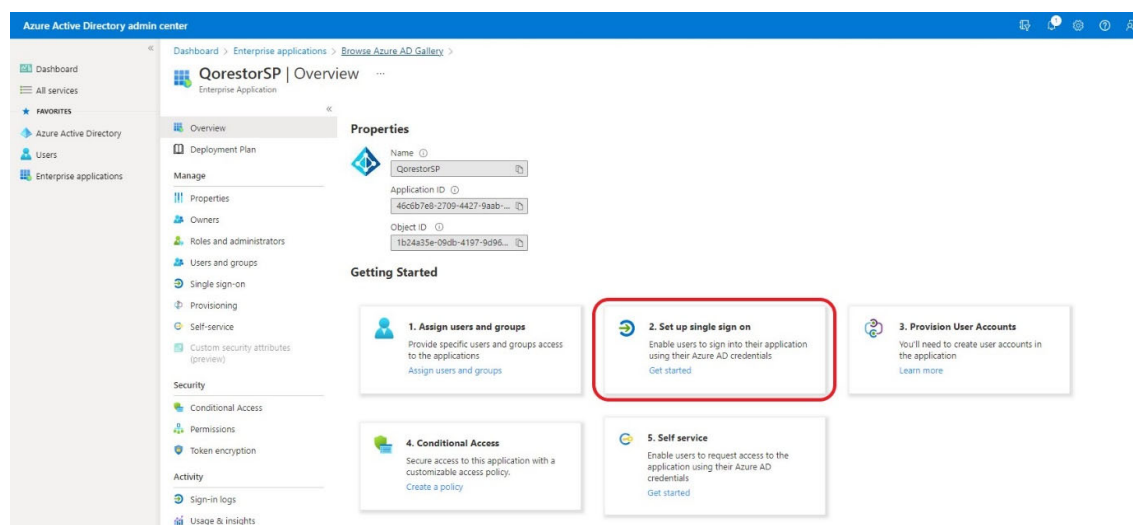 Azure Active Directory admin center
1
Dashboard > Enterprise applications > Browse Azure AD Gallery >
QorestorSP | Overview ...
Enterprise Application
Dashboard
All services
FAVORITES
Azure Active Directory
Users
Enterprise applications
Overview
Deployment Plan
Manage
Properties
Owners
Roles and administrators
Users and groups
Single sign-on
Provisioning
Self-service
Custom security attributes
(preview)
Security
Conditional Access
Permissions
Token encryption
Activity
Sign-in logs
Usage & insights
Properties
Name
QorestorSP
Application ID
46c6b7e8-2709-4427-9aab-...
Object ID
1b24a35e-09db-4197-9d96...
Getting Started
1. Assign users and groups
Provide specific users and groups access
to the applications
Assign users and groups
2. Set up single sign on
Enable users to sign into their application
using their Azure AD credentials
Get started
3. Provision User Accounts
You'll need to create user accounts in
the application
Learn more
4. Conditional Access
Secure access to this application with a
customizable access policy.
Create a policy
5. Self service
Enable users to request access to the
application using their Azure AD
credentials
Get started